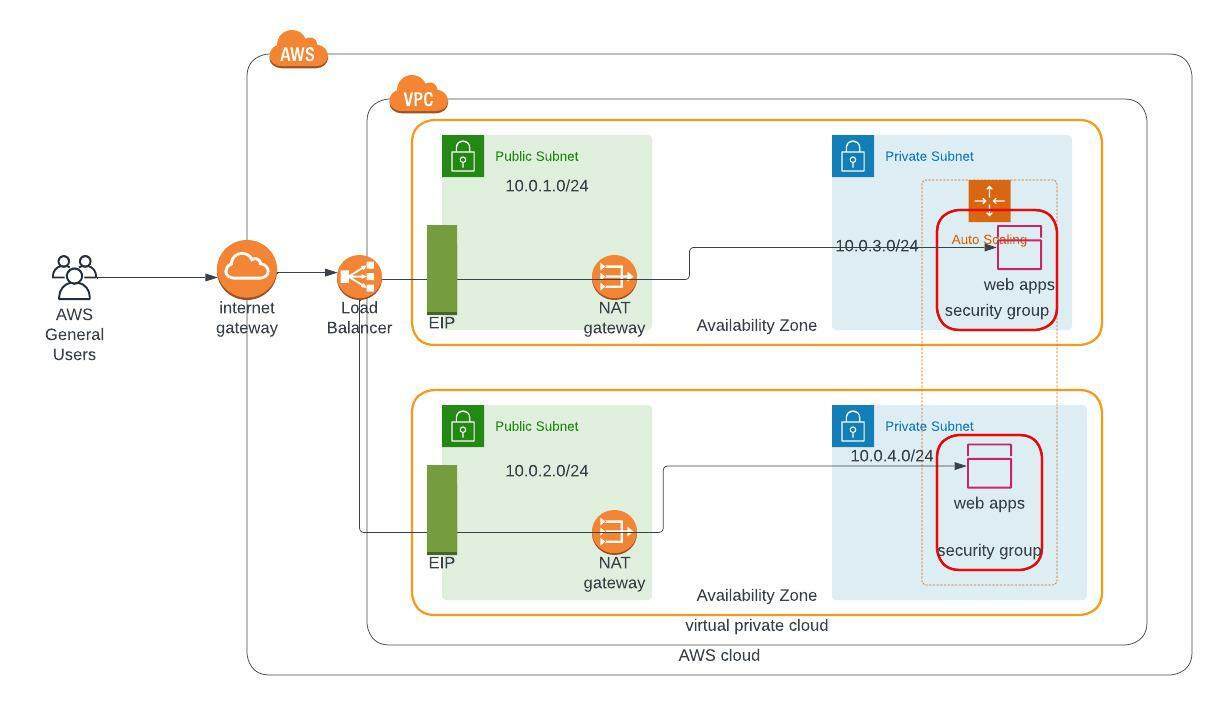 AWS
VPC
Public Subnet
10.0.1.0/24
Private Subnet
10.0.3.0/24
Auto Scaling
web apps
security group
AWS
General
Users
internet
gateway
Load
Balancer
EIP
NAT
gateway
Availability Zone
Public Subnet
10.0.2.0/24
Private Subnet
10.0.4.0/24
web apps
security group
EIP
NAT
gateway
Availability Zone
virtual private cloud
AWS cloud